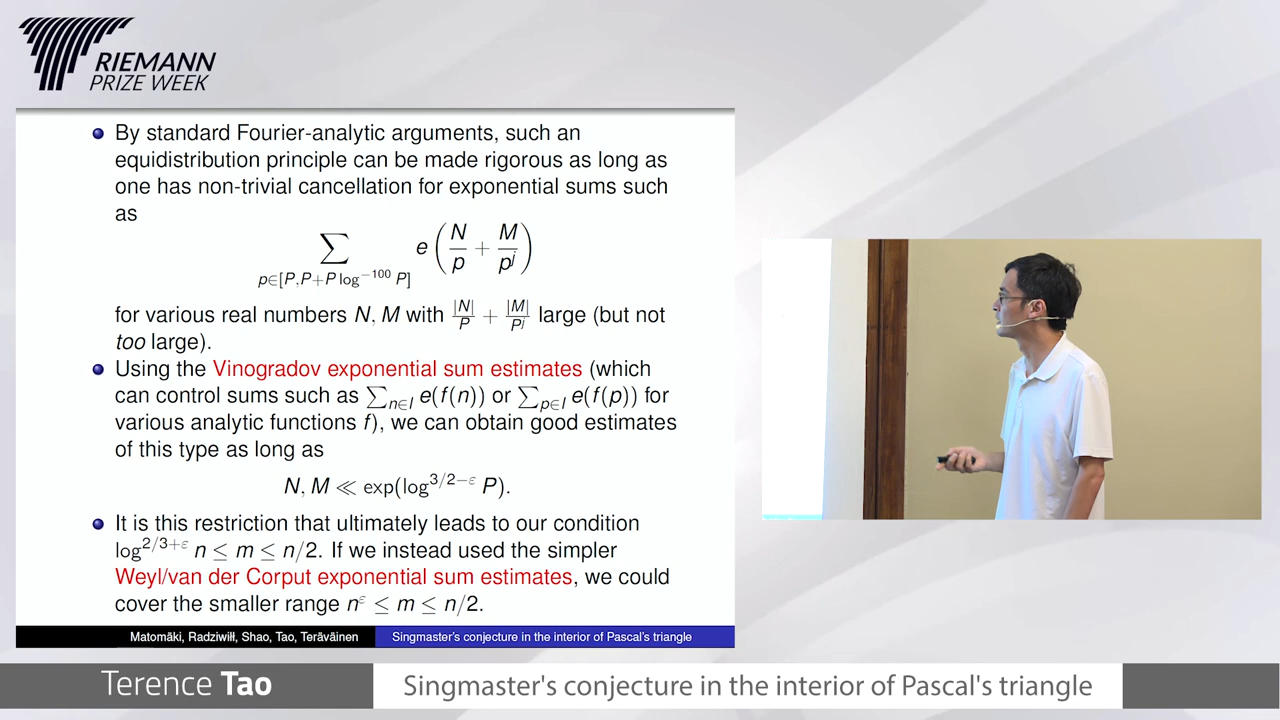 RIEMANN
PRIZE WEEK
By standard Fourier-analytic arguments, such an
equidistribution principle can be made rigorous as long as
one has non-trivial cancellation for exponential sums such
as
∑_{p∈[P,P+P log^{−100} P]} e(N/p + M/p^j)
for various real numbers N, M with |N|/P + |M|/P^j large (but not
too large).
Using the Vinogradov exponential sum estimates (which
can control sums such as ∑_{n∈I} e(f(n)) or ∑_{p∈I} e(f(p)) for
various analytic functions f), we can obtain good estimates
of this type as long as
N, M ≪ exp(log^{3/2−ε} P).
It is this restriction that ultimately leads to our condition
log^{2/3+ε} n ≤ m ≤ n/2. If we instead used the simpler
Weyl/van der Corput exponential sum estimates, we could
cover the smaller range n^ε ≤ m ≤ n/2.
Matomäki, Radziwiłł, Shao, Tao, Teräväinen
Singmaster's conjecture in the interior of Pascal's triangle
Terence Tao
Singmaster's conjecture in the interior of Pascal's triangle